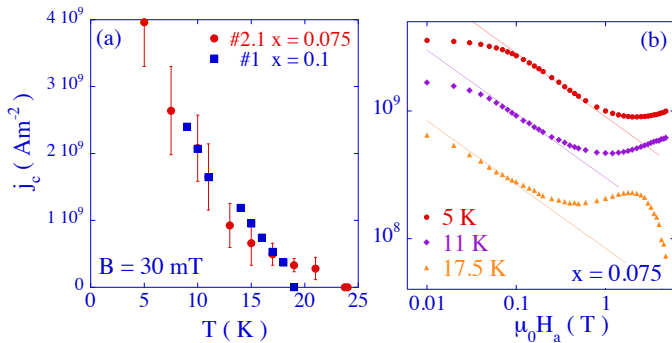 (a)
#2.1 x = 0.075
#1 x = 0.1
B = 30 mT
j_c ( Am⁻² )
4 10⁹
3 10⁹
2 10⁹
1 10⁹
0
0 5 10 15 20 25
T ( K )
(b)
10⁹
10⁸
5 K
11 K
17.5 K
x = 0.075
0.01 0.1 1
μ₀Hₐ ( T )